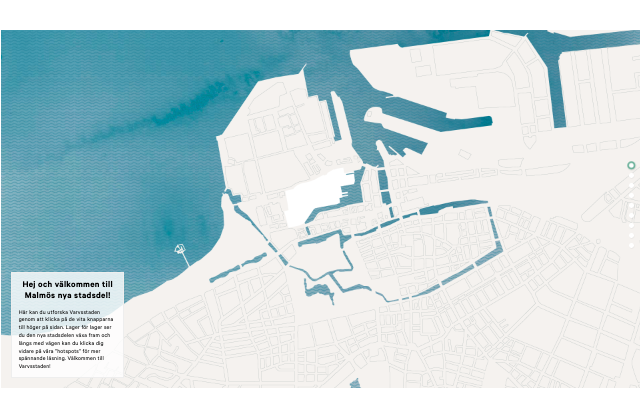 Hej och välkommen till
Malmös nya stadsdel!
Här kan du utforska Varvsstaden
genom att klicka på de vita knapparna
till höger på sidan. Lager för lager ser
du den nya stadsdelen växa fram och
längs med vägen kan du klicka dig
vidare på våra "hotspots" för mer
spännande läsning. Välkommen till
Varvsstaden!